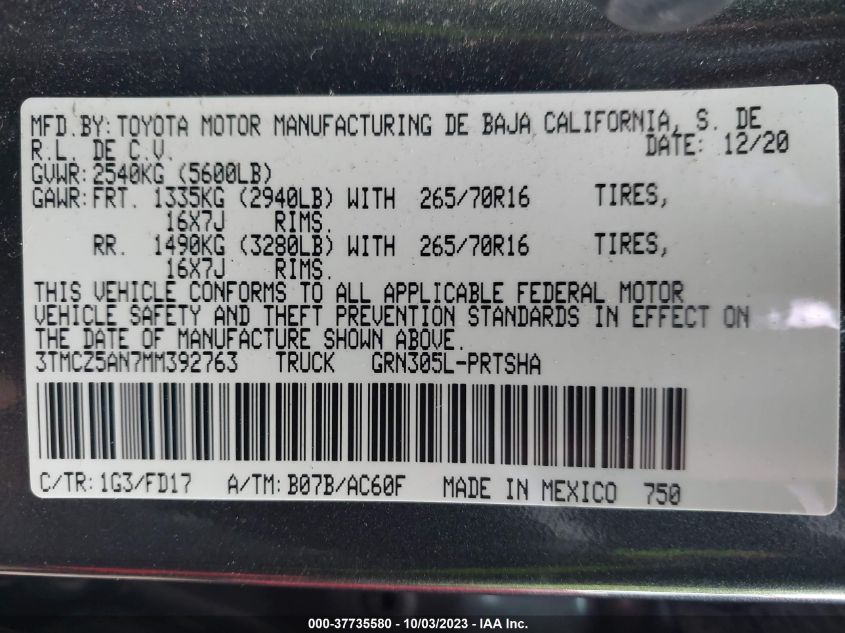 MFD.BY:TOYOTA MOTOR MANUFACTURING DE BAJA CALIFORNIA, S. DE
R.L. DE C.V. DATE: 12/20
GVWR:2540KG (5600LB)
GAWR:FRT. 1335KG (2940LB) WITH 265/70R16 TIRES,
16X7J RIMS.
RR. 1490KG (3280LB) WITH 265/70R16 TIRES,
16X7J RIMS.
THIS VEHICLE CONFORMS TO ALL APPLICABLE FEDERAL MOTOR
VEHICLE SAFETY AND THEFT PREVENTION STANDARDS IN EFFECT ON
THE DATE OF MANUFACTURE SHOWN ABOVE.
3TMCZ5AN7MM392763 TRUCK GRN305L-PRTSHA
C/TR:1G3/FD17 A/TM:B07B/AC60F MADE IN MEXICO 750
000-37735580 - 10/03/2023 - PRTSA Inc.